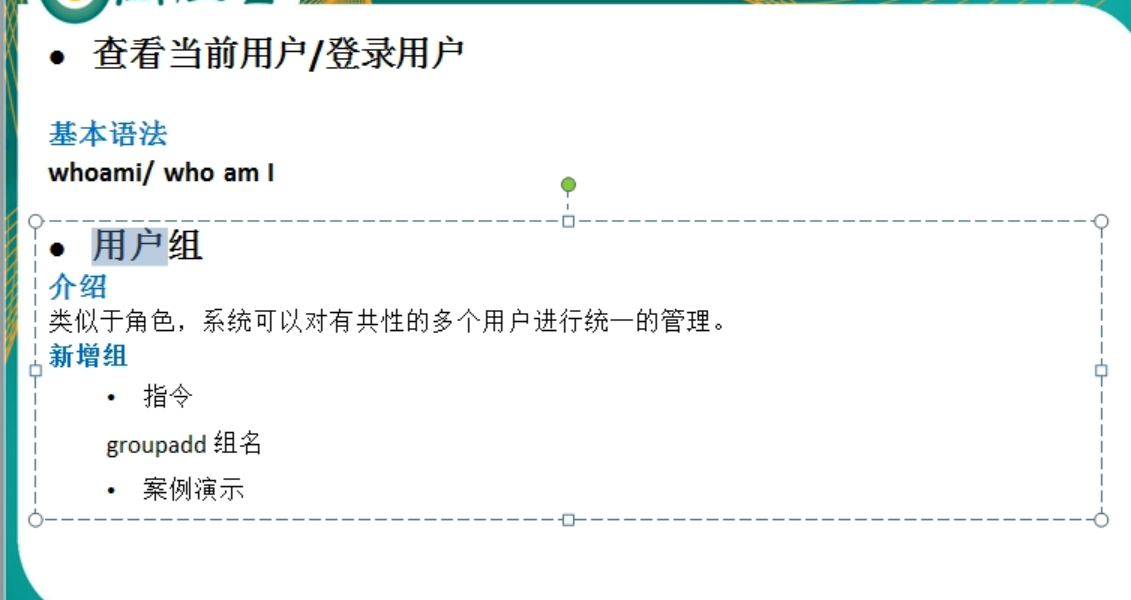 • 查看当前用户/登录用户
基本语法
whoami/ who am I
• 用户组
介绍
类似于角色，系统可以对有共性的多个用户进行统一的管理。
新增组
• 指令
groupadd 组名
• 案例演示